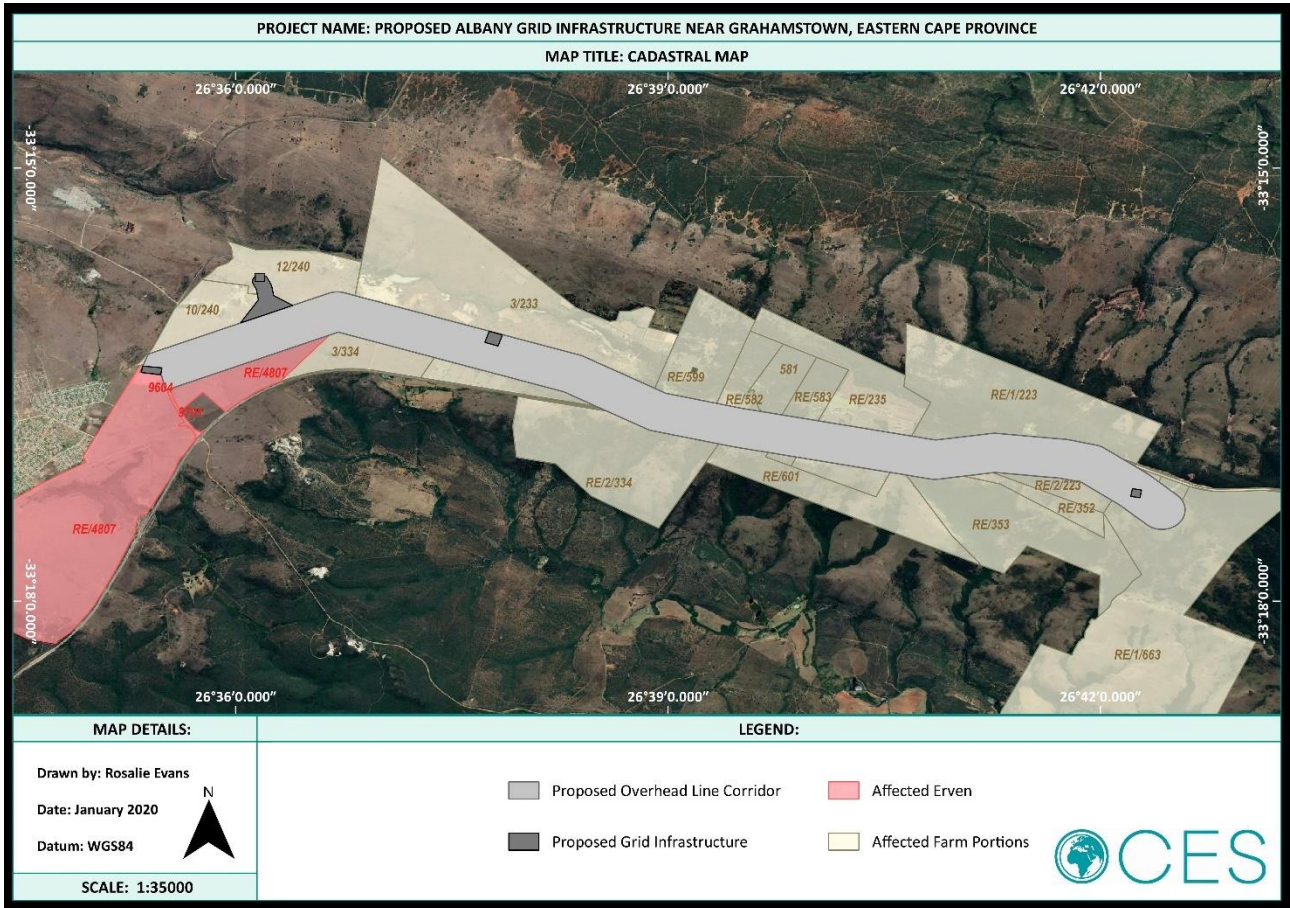 PROJECT NAME: PROPOSED ALBANY GRID INFRASTRUCTURE NEAR GRAHAMSTOWN, EASTERN CAPE PROVINCE
MAP TITLE: CADASTRAL MAP
26°36'0.000"
26°39'0.000"
26°42'0.000"
-33°15'0.000"
-33°15'0.000"
12/240
10/240
3/233
3/334
RE/4807
9604
RE/599
581
RE/582
RE/583
RE/235
RE/1/223
RE/2/334
RE/601
RE/2/223
RE/352
RE/353
RE/4807
-33°18'0.000"
-33°18'0.000"
RE/1/663
26°36'0.000"
26°39'0.000"
26°42'0.000"
MAP DETAILS:
Drawn by: Rosalie Evans
Date: January 2020
Datum: WGS84
N
SCALE: 1:35000
LEGEND:
Proposed Overhead Line Corridor
Affected Erven
Proposed Grid Infrastructure
Affected Farm Portions
CES